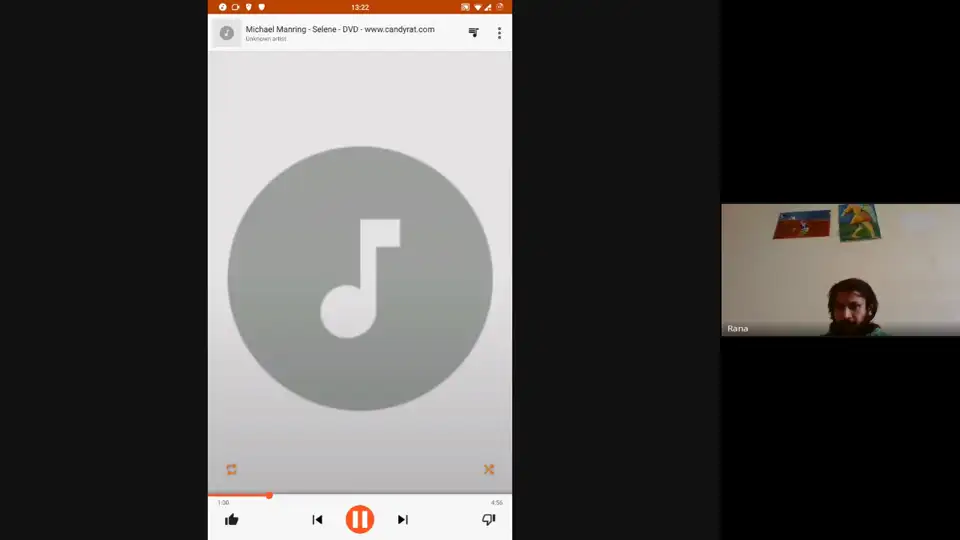 13:22
Michael Manring - Selene - DVD - www.candyrat.com
Unknown artist
1:06
4:56
Rana